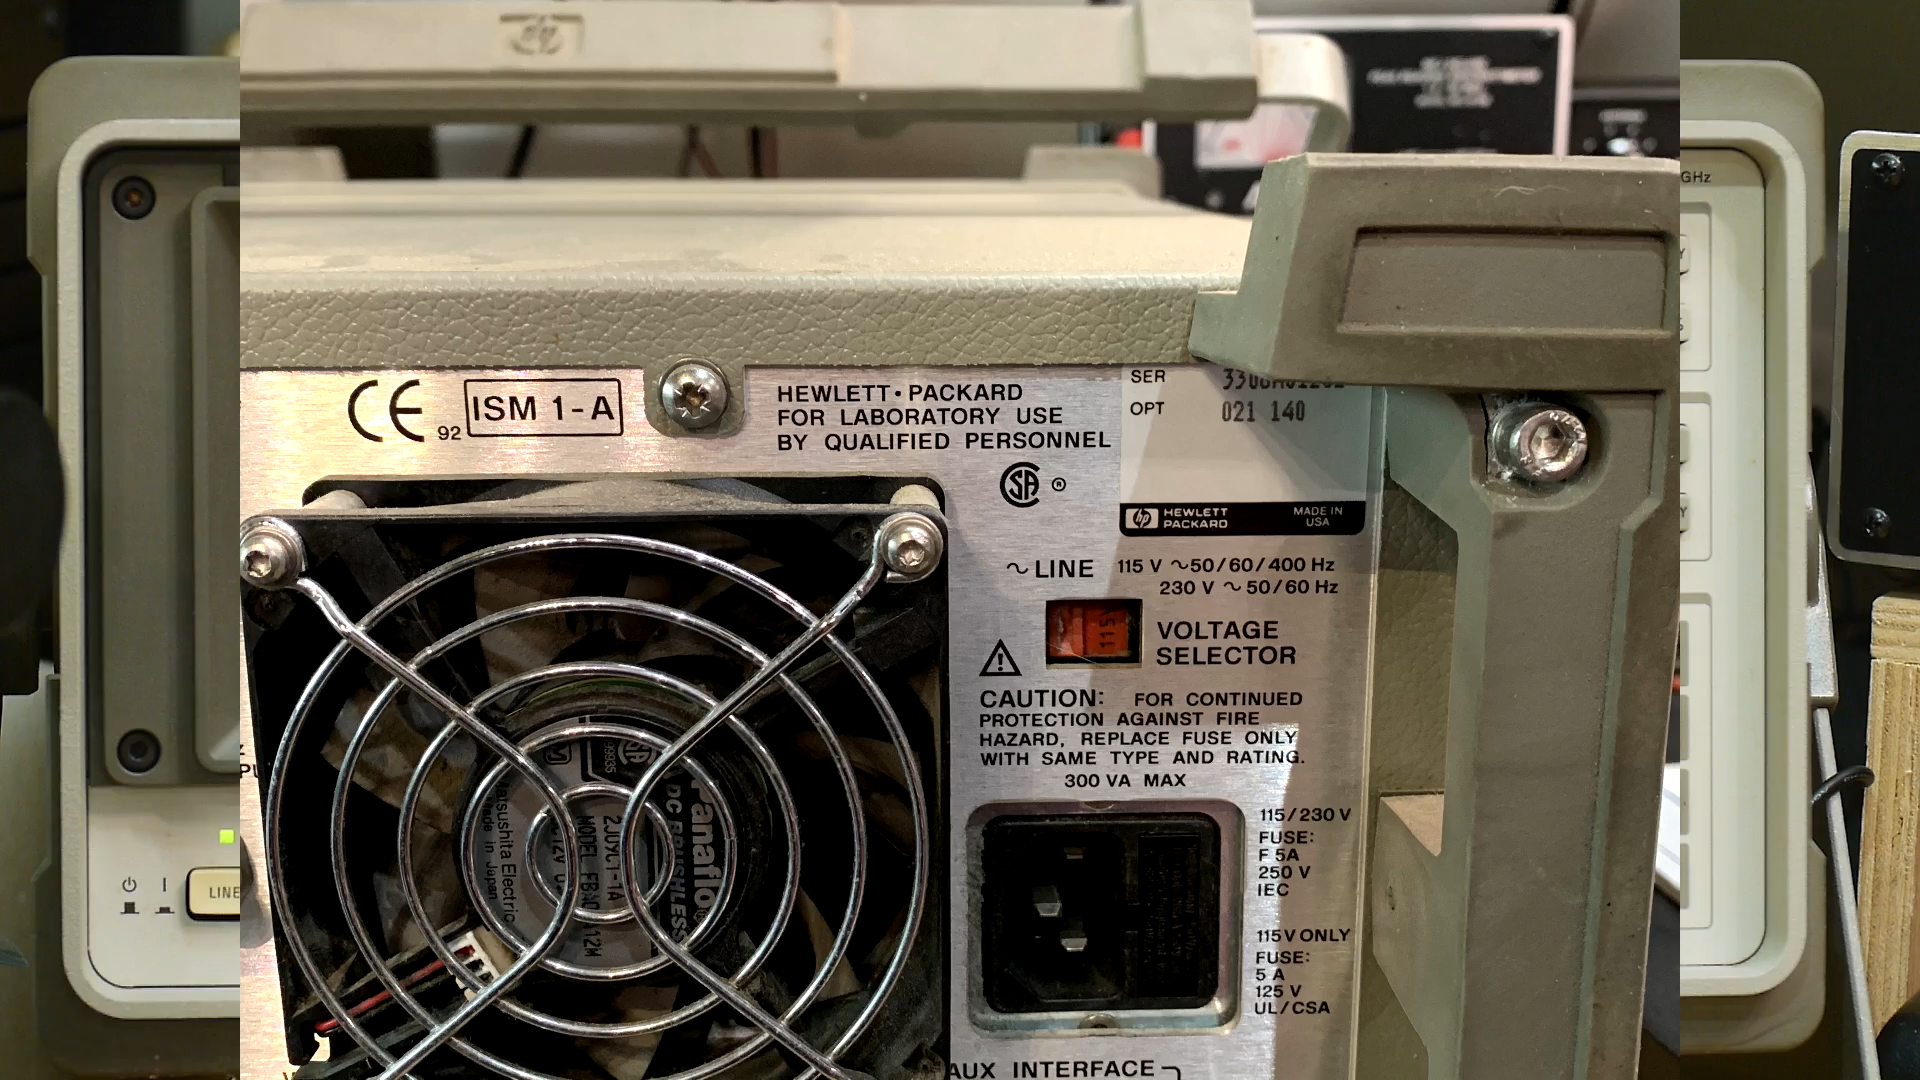 GHz
CE 92
ISM 1-A
HEWLETT·PACKARD
FOR LABORATORY USE
BY QUALIFIED PERSONNEL
SER
OPT 021 140
SA ®
hp HEWLETT
PACKARD
MADE IN
USA
~LINE 115 V ~50/60/400 Hz
230 V ~50/60 Hz
115
VOLTAGE
SELECTOR
CAUTION: FOR CONTINUED
PROTECTION AGAINST FIRE
HAZARD, REPLACE FUSE ONLY
WITH SAME TYPE AND RATING.
300 VA MAX
115/230 V
FUSE:
F 5A
250 V
IEC
115V ONLY
FUSE:
5 A
125 V
UL/CSA
AUX INTERFACE
Panaflo®
DC BRUSHLESS
MODEL
Matsushita Electric
Made in Japan
LINE